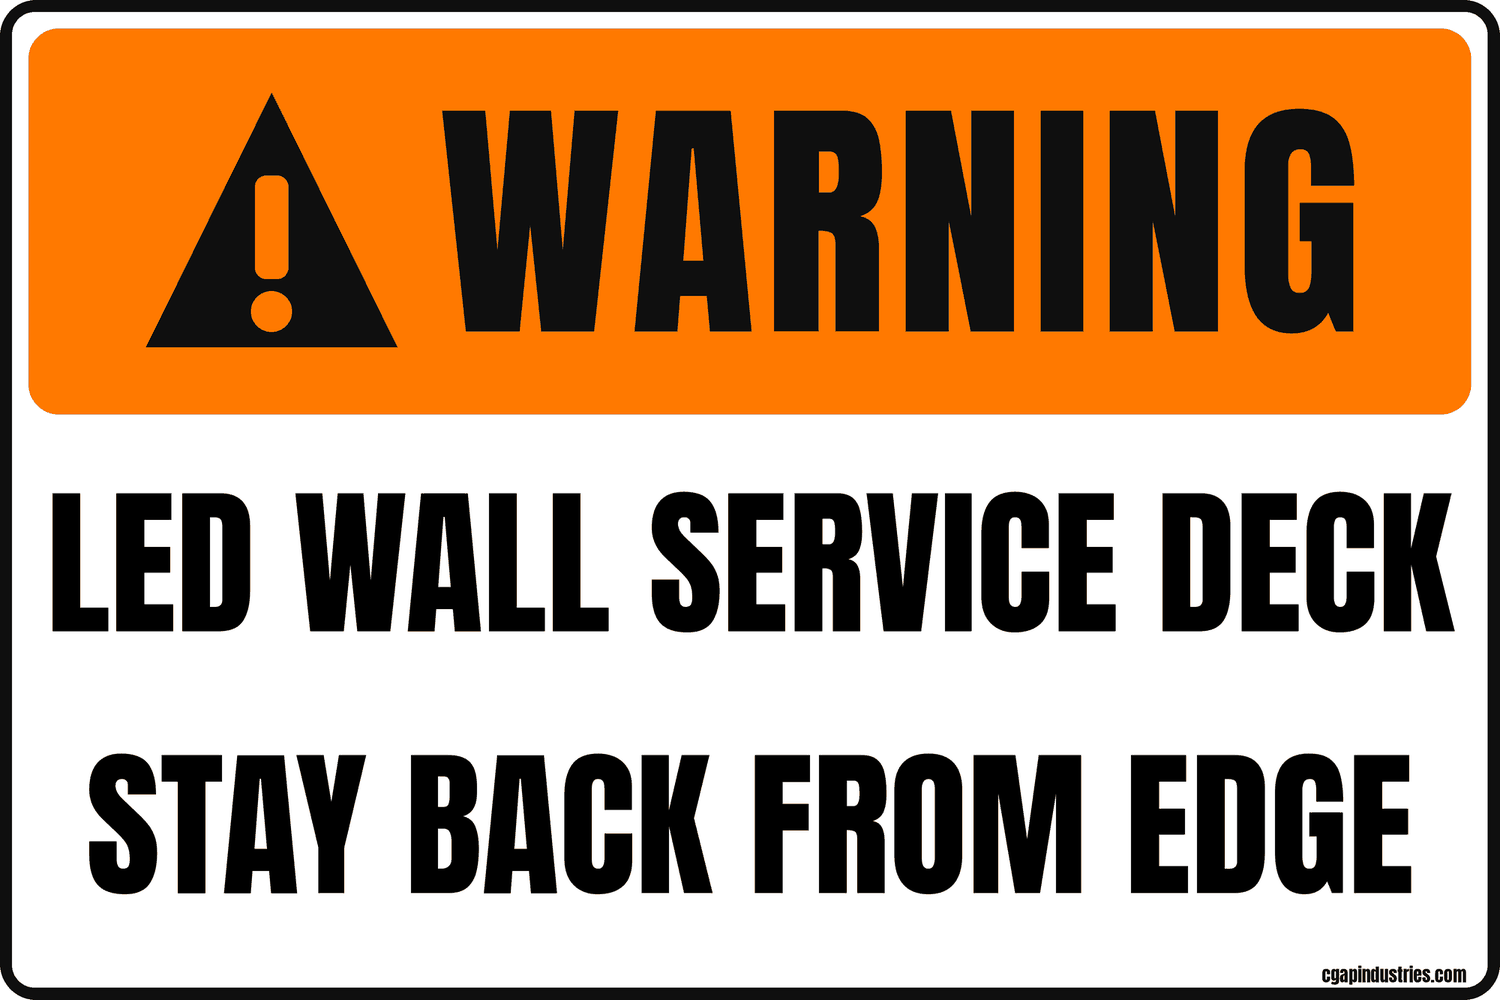 WARNING
LED WALL SERVICE DECK
STAY BACK FROM EDGE
cgapindustries.com